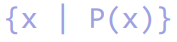 {x | P(x)}